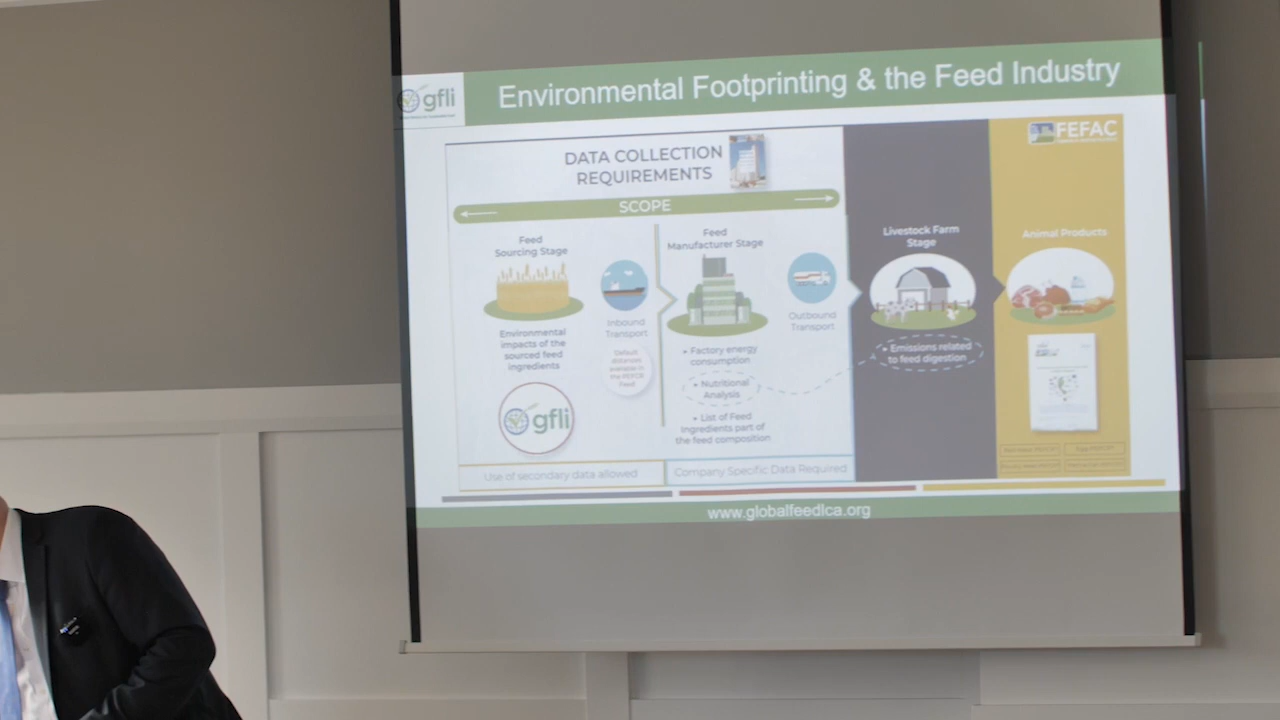 gfli
Environmental Footprinting & the Feed Industry
FEFAC
DATA COLLECTION
REQUIREMENTS
SCOPE
Feed
Sourcing Stage
Environmental
impacts of the
sourced feed
ingredients
gfli
Inbound
Transport
Default
distances
available in
the PEFCR
Feed
Feed
Manufacturer Stage
• Factory energy
consumption
• Nutritional
Analysis
• List of Feed
Ingredients part of
the feed composition
Outbound
Transport
Livestock Farm
Stage
• Emissions related
to feed digestion
Animal Products
Use of secondary data allowed
Company Specific Data Required
www.globalfeedlca.org